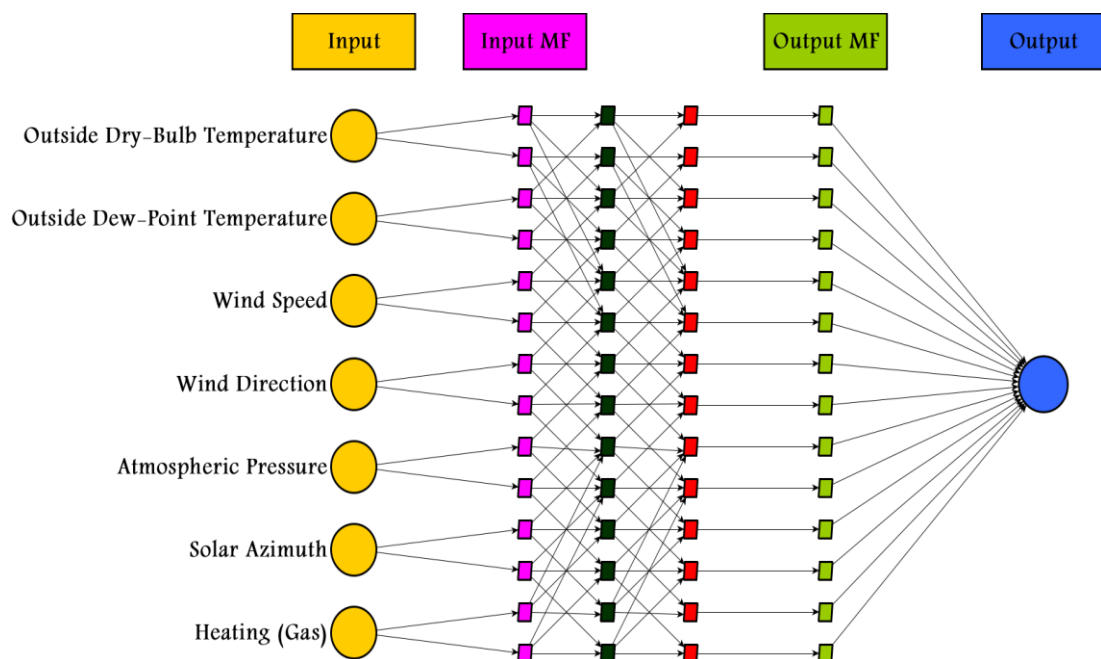 Input
Input MF
Output MF
Output
Outside Dry-Bulb Temperature
Outside Dew-Point Temperature
Wind Speed
Wind Direction
Atmospheric Pressure
Solar Azimuth
Heating (Gas)